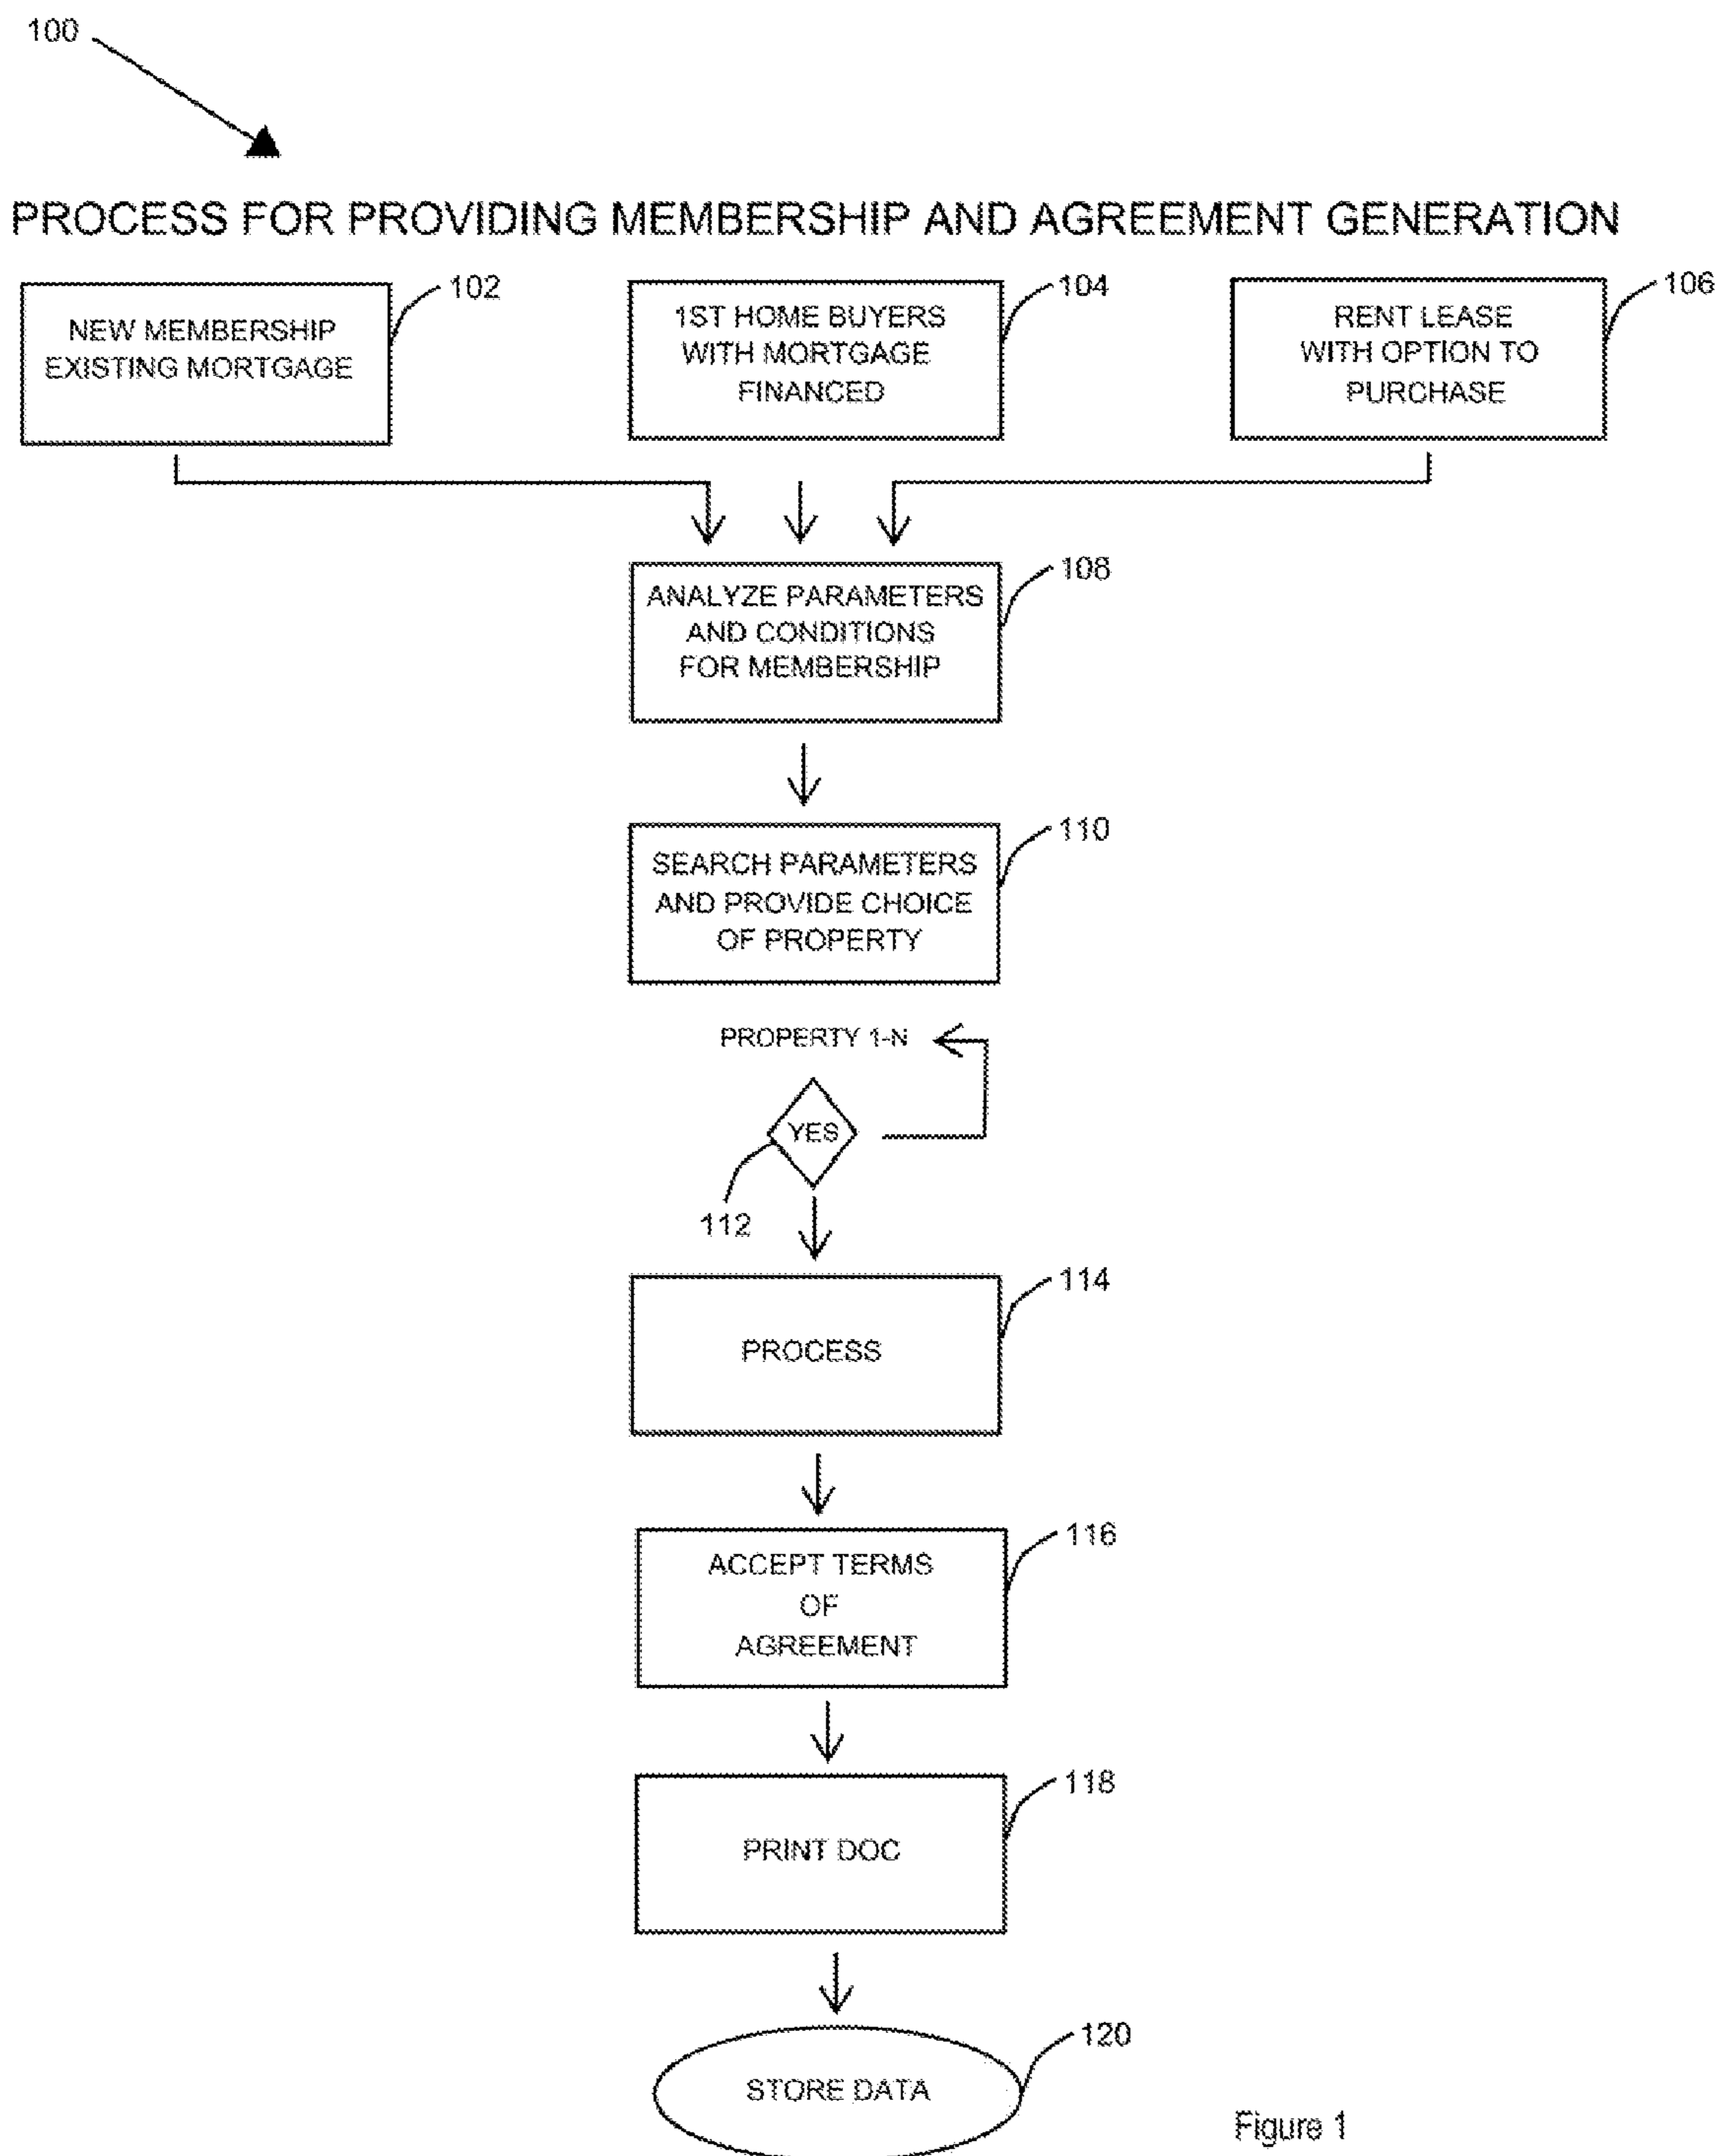 100
PROCESS FOR PROVIDING MEMBERSHIP AND AGREEMENT GENERATION
102
NEW MEMBERSHIP
EXISTING MORTGAGE
104
1ST HOME BUYERS
WITH MORTGAGE
FINANCED
106
RENT LEASE
WITH OPTION TO
PURCHASE
108
ANALYZE PARAMETERS
AND CONDITIONS
FOR MEMBERSHIP
110
SEARCH PARAMETERS
AND PROVIDE CHOICE
OF PROPERTY
PROPERTY 1-N
YES
112
114
PROCESS
116
ACCEPT TERMS
OF
AGREEMENT
118
PRINT DOC
120
STORE DATA
Figure 1